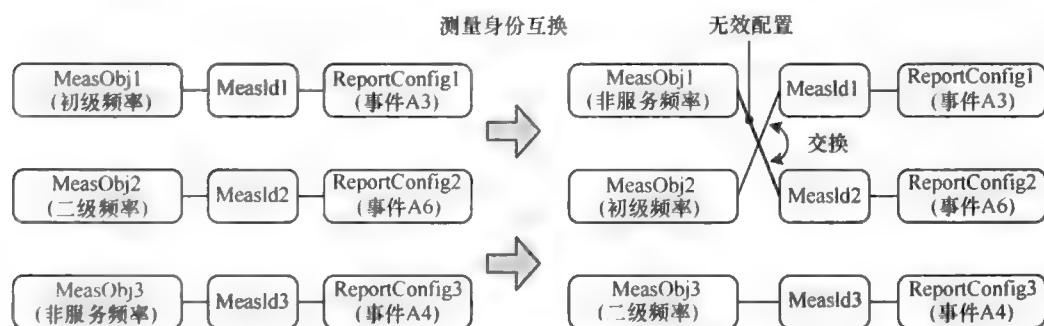 测量身份互换
无效配置
MeasObj1
(初级频率)
MeasId1
ReportConfig1
(事件A3)
MeasObj1
(非服务频率)
MeasId1
ReportConfig1
(事件A3)
交换
MeasObj2
(二级频率)
MeasId2
ReportConfig2
(事件A6)
MeasObj2
(初级频率)
MeasId2
ReportConfig2
(事件A6)
MeasObj3
(非服务频率)
MeasId3
ReportConfig3
(事件A4)
MeasObj3
(二级频率)
MeasId3
ReportConfig3
(事件A4)